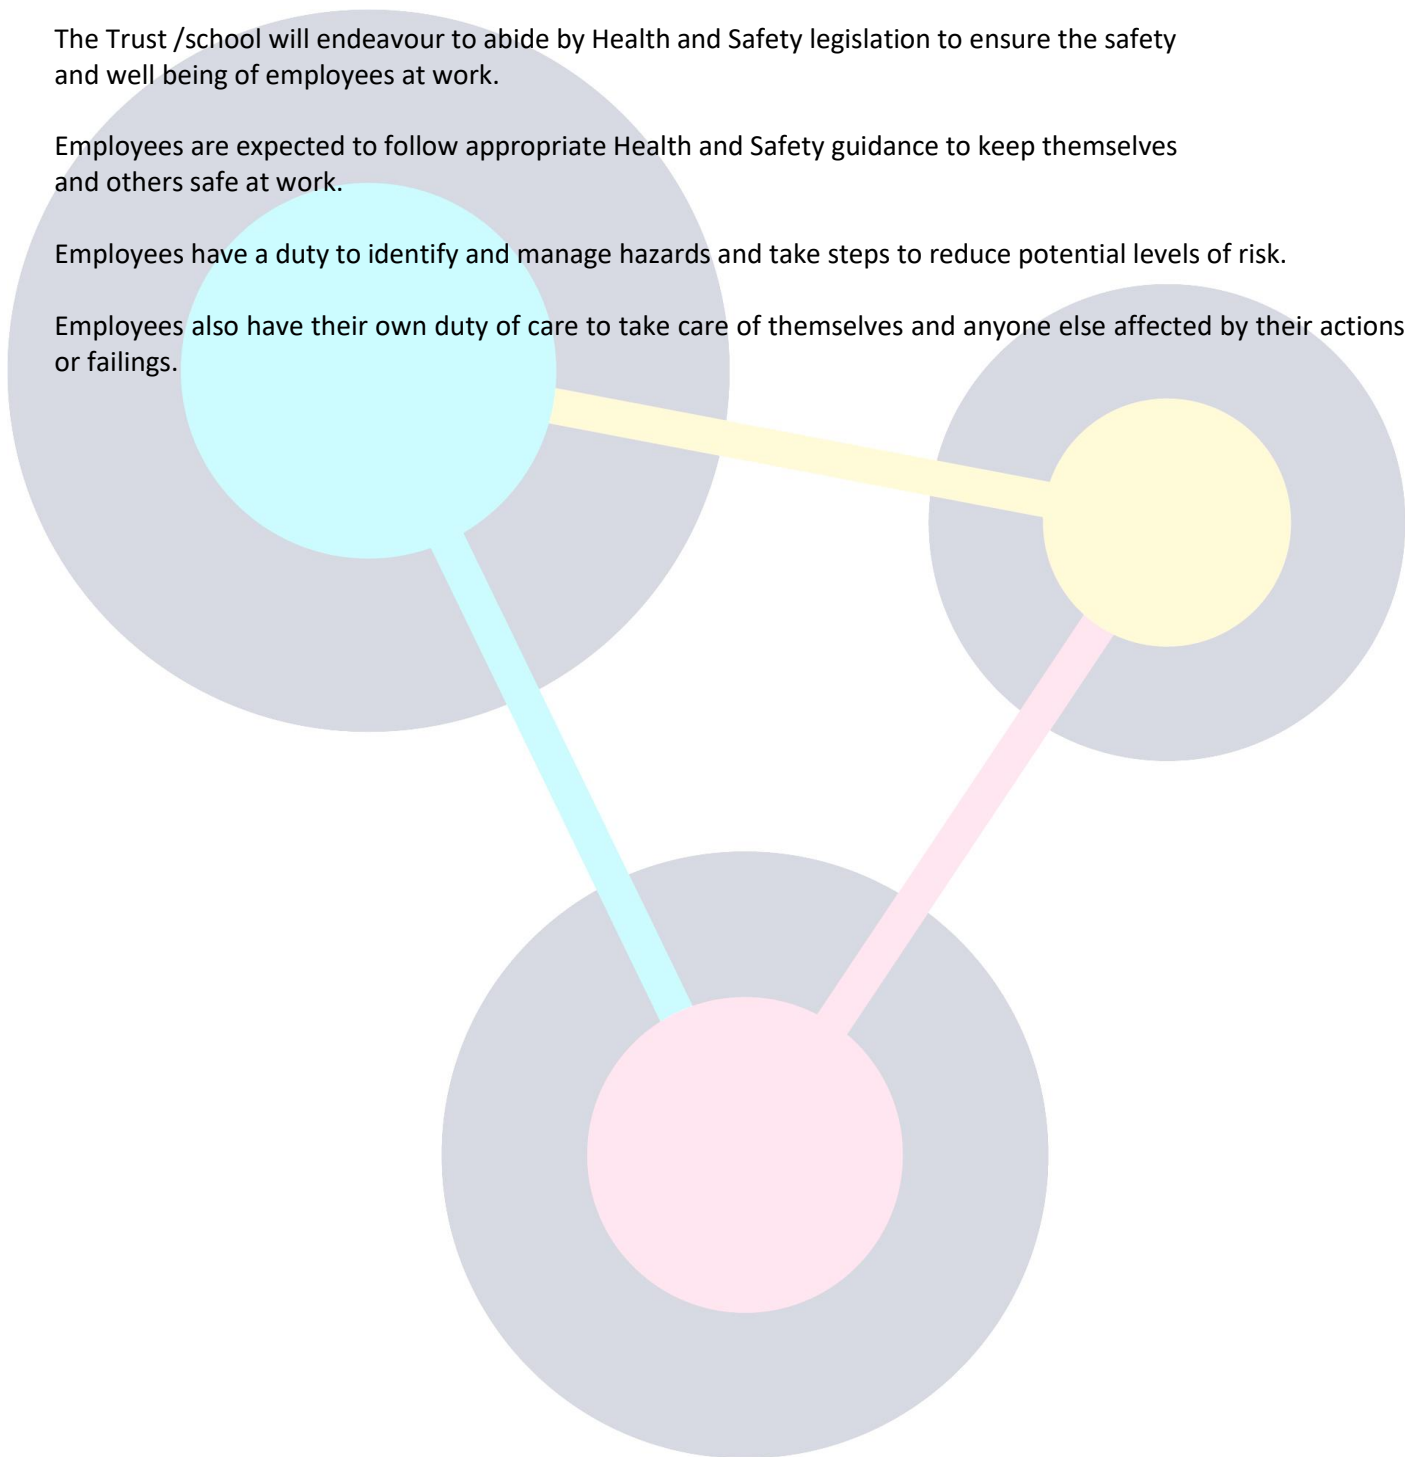 The Trust /school will endeavour to abide by Health and Safety legislation to ensure the safety
and well being of employees at work.
Employees are expected to follow appropriate Health and Safety guidance to keep themselves
and others safe at work.
Employees have a duty to identify and manage hazards and take steps to reduce potential levels of risk.
Employees also have their own duty of care to take care of themselves and anyone else affected by their actions
or failings.